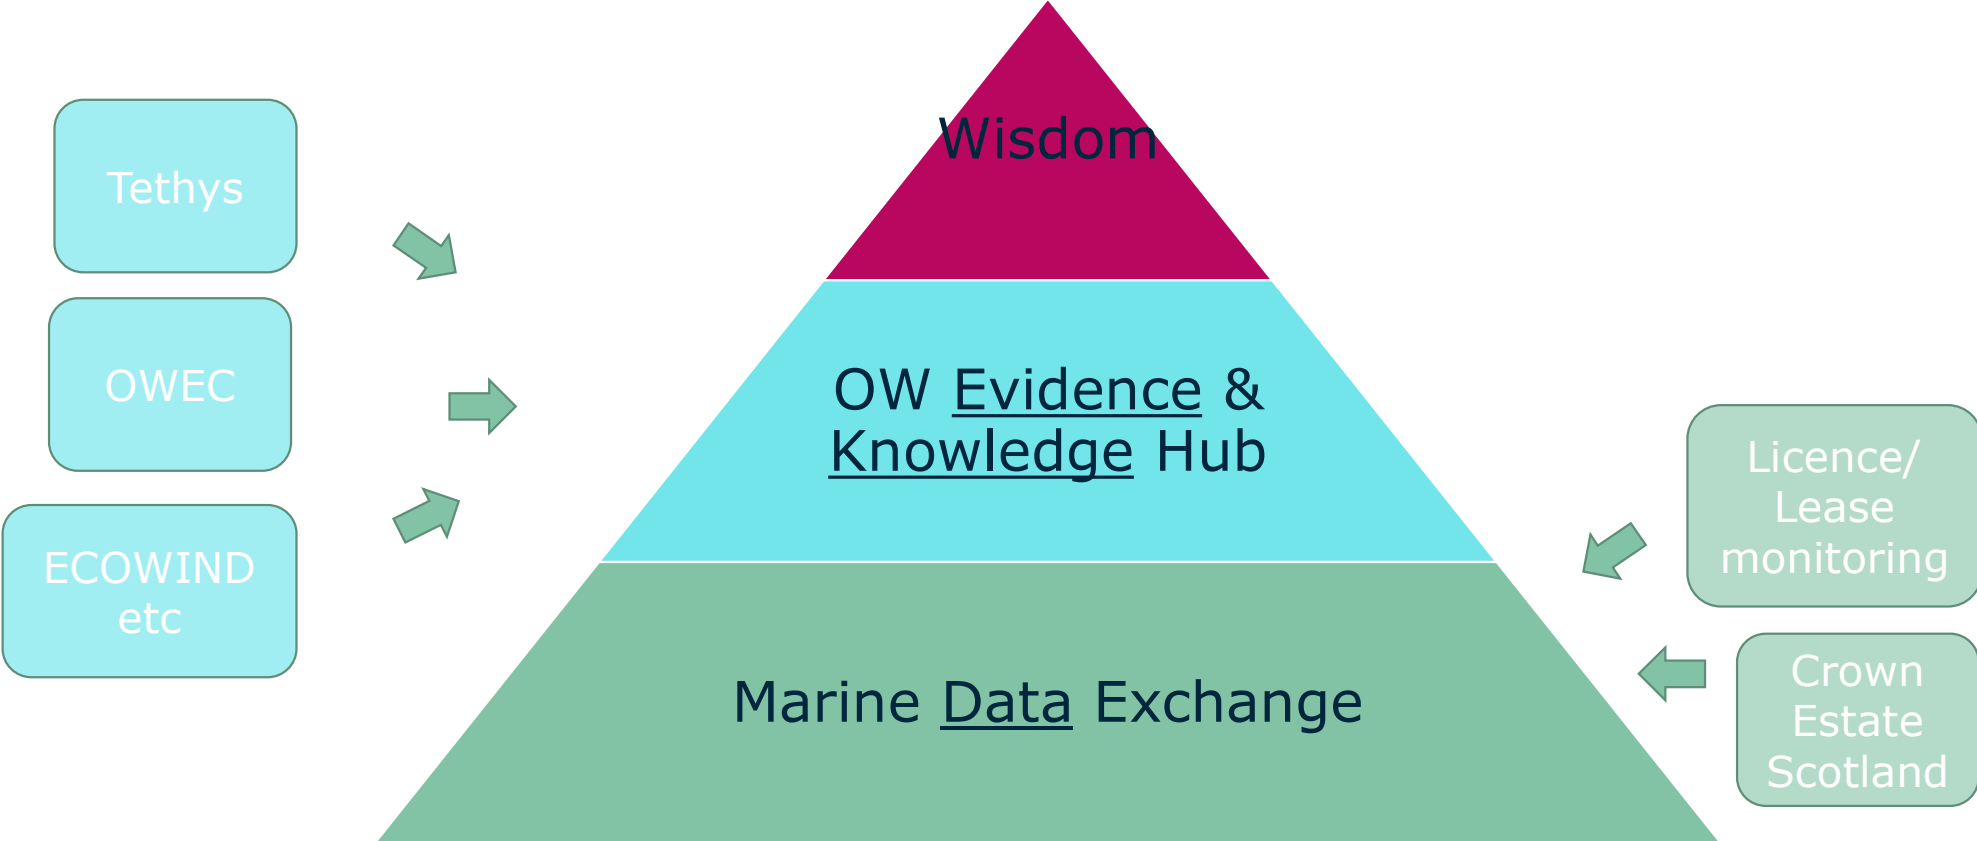 Wisdom
Tethys
OWEC
ECOWIND
etc
OW Evidence &
Knowledge Hub
Marine Data Exchange
Licence/
Lease
monitoring
Crown
Estate
Scotland